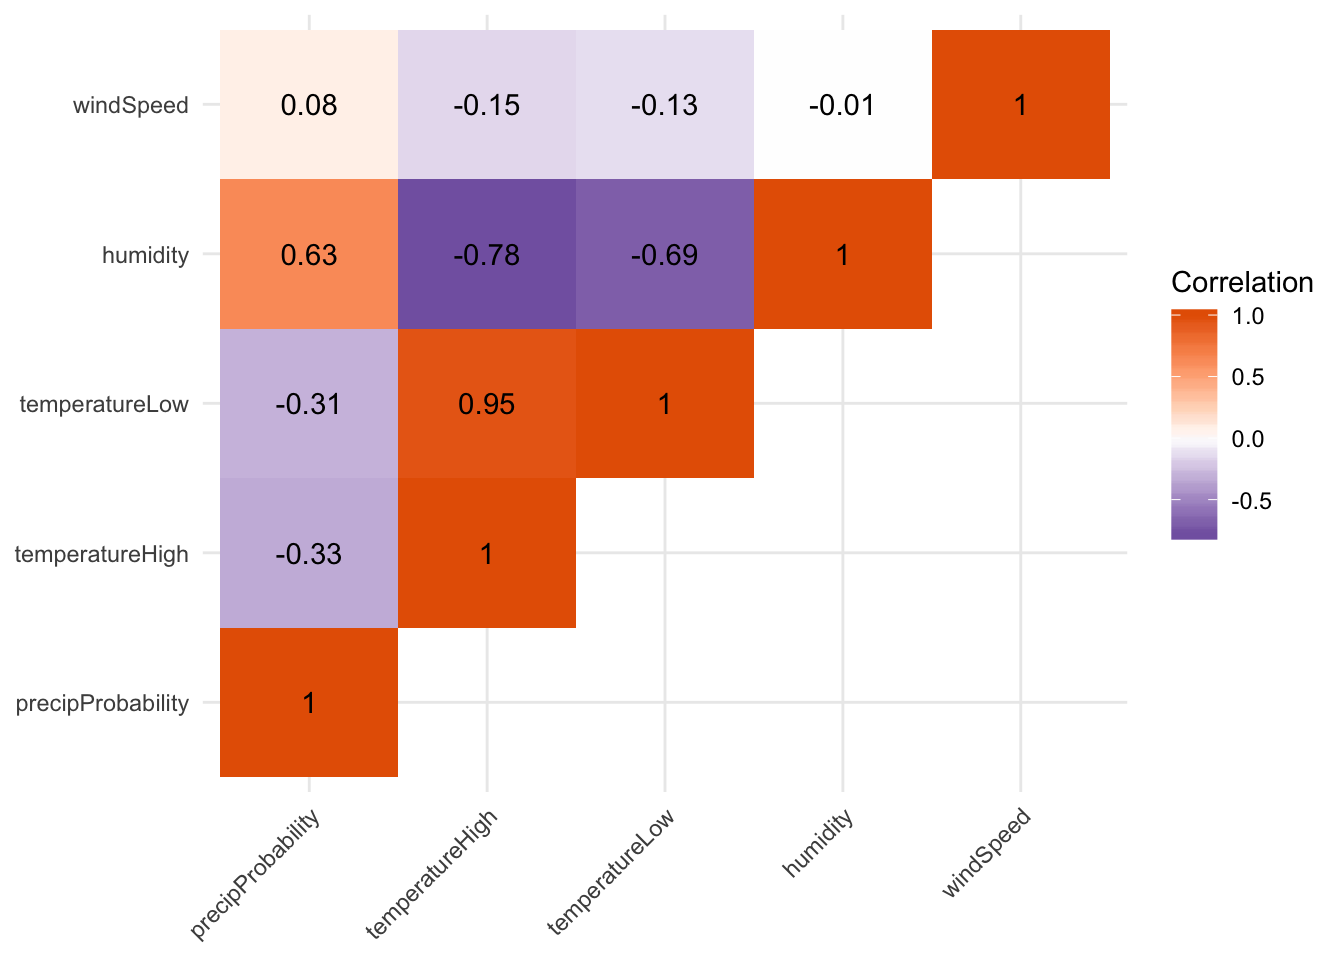 windSpeed
0.08
-0.15
-0.13
-0.01
1
humidity
0.63
-0.78
-0.69
1
temperatureLow
-0.31
0.95
1
temperatureHigh
-0.33
1
precipProbability
1
precipProbability
temperatureHigh
temperatureLow
humidity
windSpeed
Correlation
1.0
0.5
0.0
-0.5